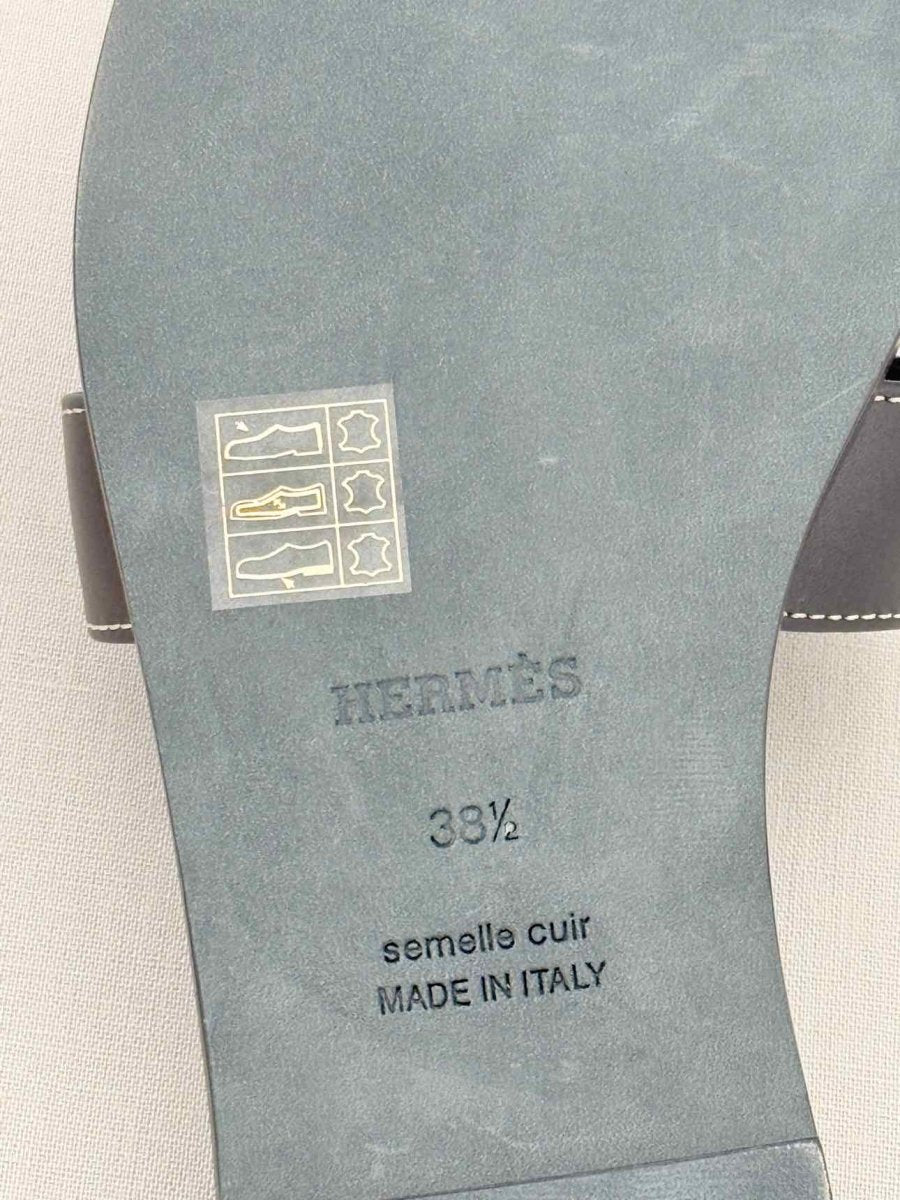 HERMÈS
38½
semelle cuir
MADE IN ITALY